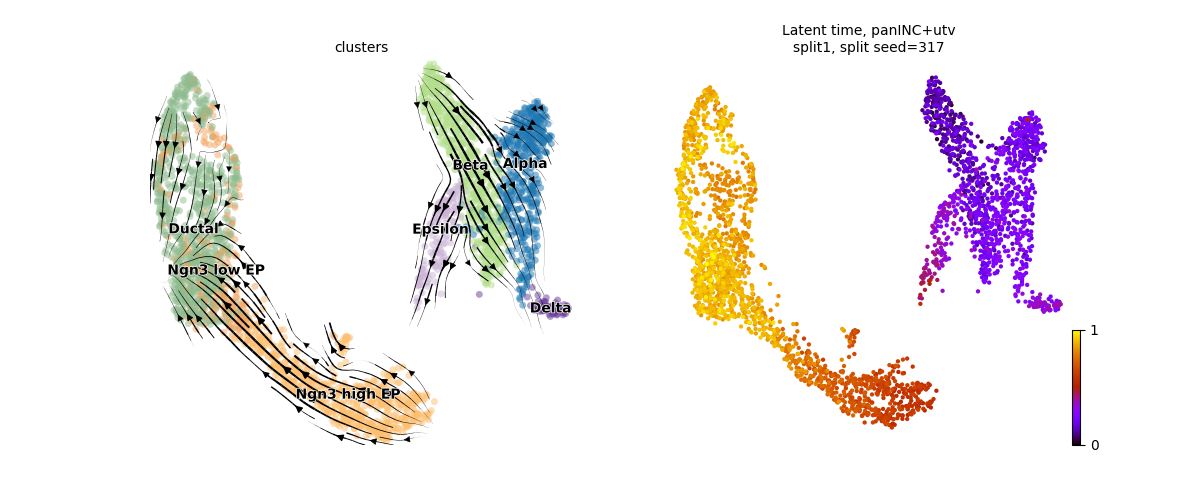 clusters
Beta
Alpha
Epsilon
Ductal
Ngn3 low EP
Delta
Ngn3 high EP
Latent time, panINC+utv
split1, split seed=317
1
0